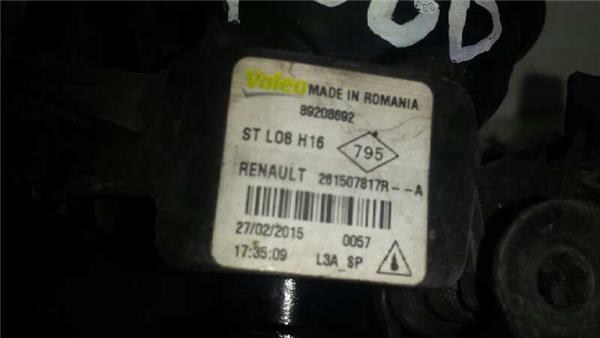 Valeo MADE IN ROMANIA
89208692
ST L08 H16 795
RENAULT 261507817R--A
27/02/2015 0057
17:35:09 L3A_SP